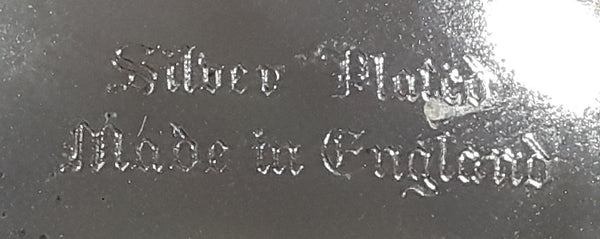 Silver Plated
Made in England